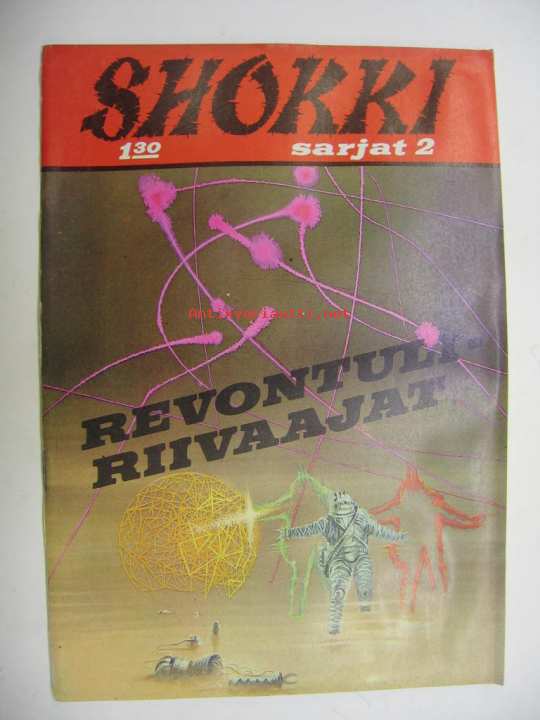 SHOKKI
1.30 sarjat 2
Antikvariaatti.net
REVONTULI-
RIIVAAJAT